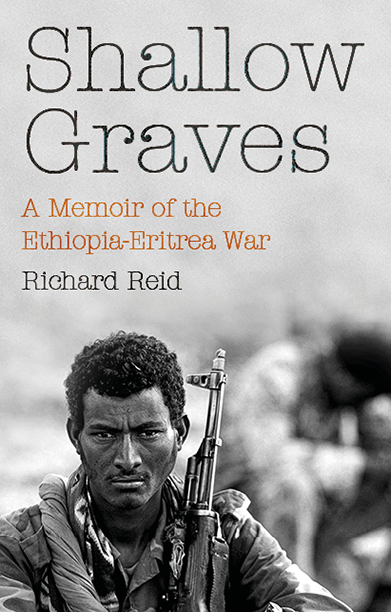 Shallow
Graves
A Memoir of the
Ethiopia-Eritrea War
Richard Reid